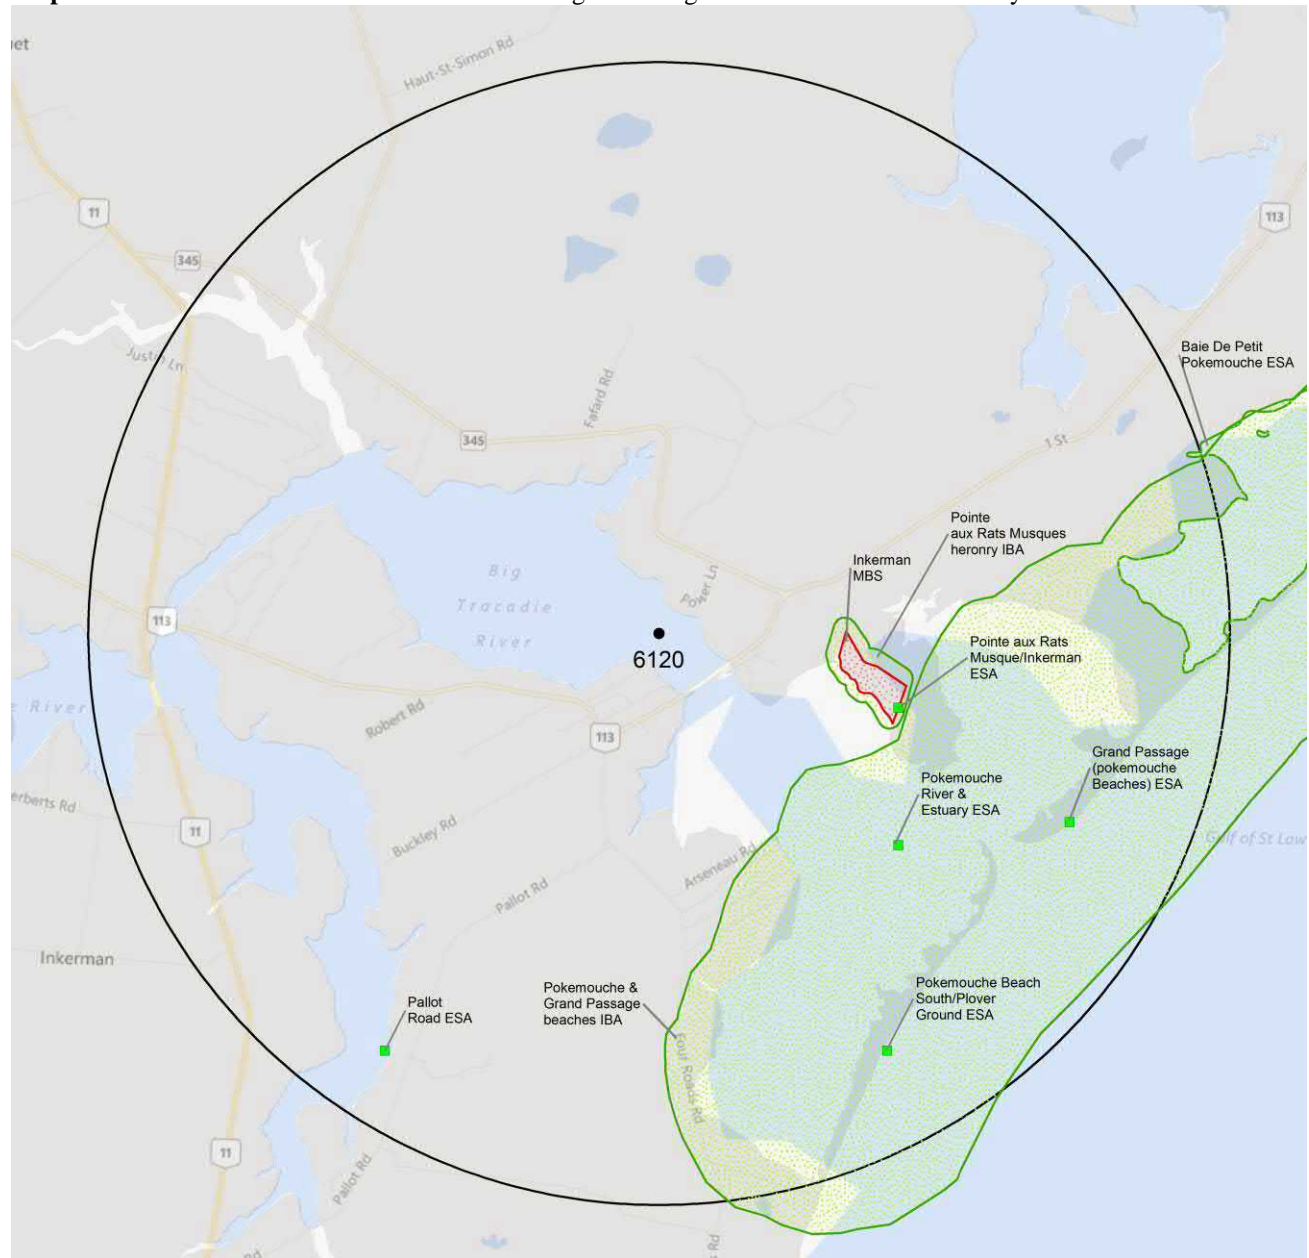 et
Haut-St-Simon Rd
11
345
113
Justin Ln
Fafard Rd
345
Baie De Petit
Pokemouche ESA
1 St
Pointe
aux Rats Musques
heronry IBA
Inkerman
MBS
Big
Tracadie
River
Power Ln
113
6120
Pointe aux Rats
Musque/Inkerman
ESA
River
Robert Rd
113
Grand Passage
(pokemouche
Beaches) ESA
Pokemouche
River &
Estuary ESA
erberts Rd
11
Buckley Rd
Arseneau Rd
Gulf of St Law
Pallot Rd
Inkerman
Pokemouche &
Grand Passage
beaches IBA
Pokemouche Beach
South/Plover
Ground ESA
Pallot
Road ESA
Four Roads Rd
11
Pallot Rd
Rd
s Rd